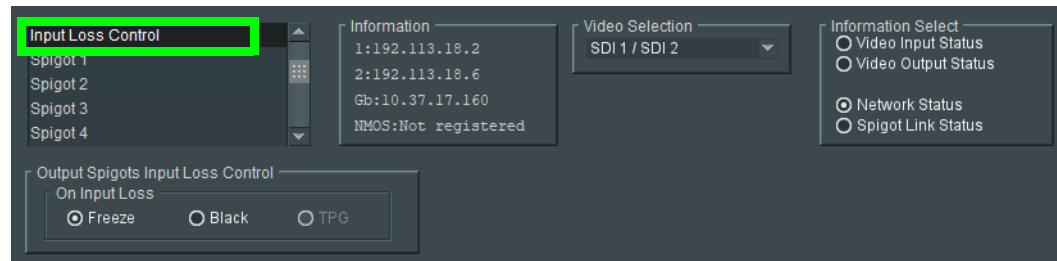 Input Loss Control
Spigot 1
Spigot 2
Spigot 3
Spigot 4
Information
1:192.113.18.2
2:192.113.18.6
Gb:10.37.17.160
NMOS:Not registered
Video Selection
SDI 1 / SDI 2
Information Select
Video Input Status
Video Output Status
Network Status
Spigot Link Status
Output Spigots Input Loss Control
On Input Loss
Freeze Black TPG